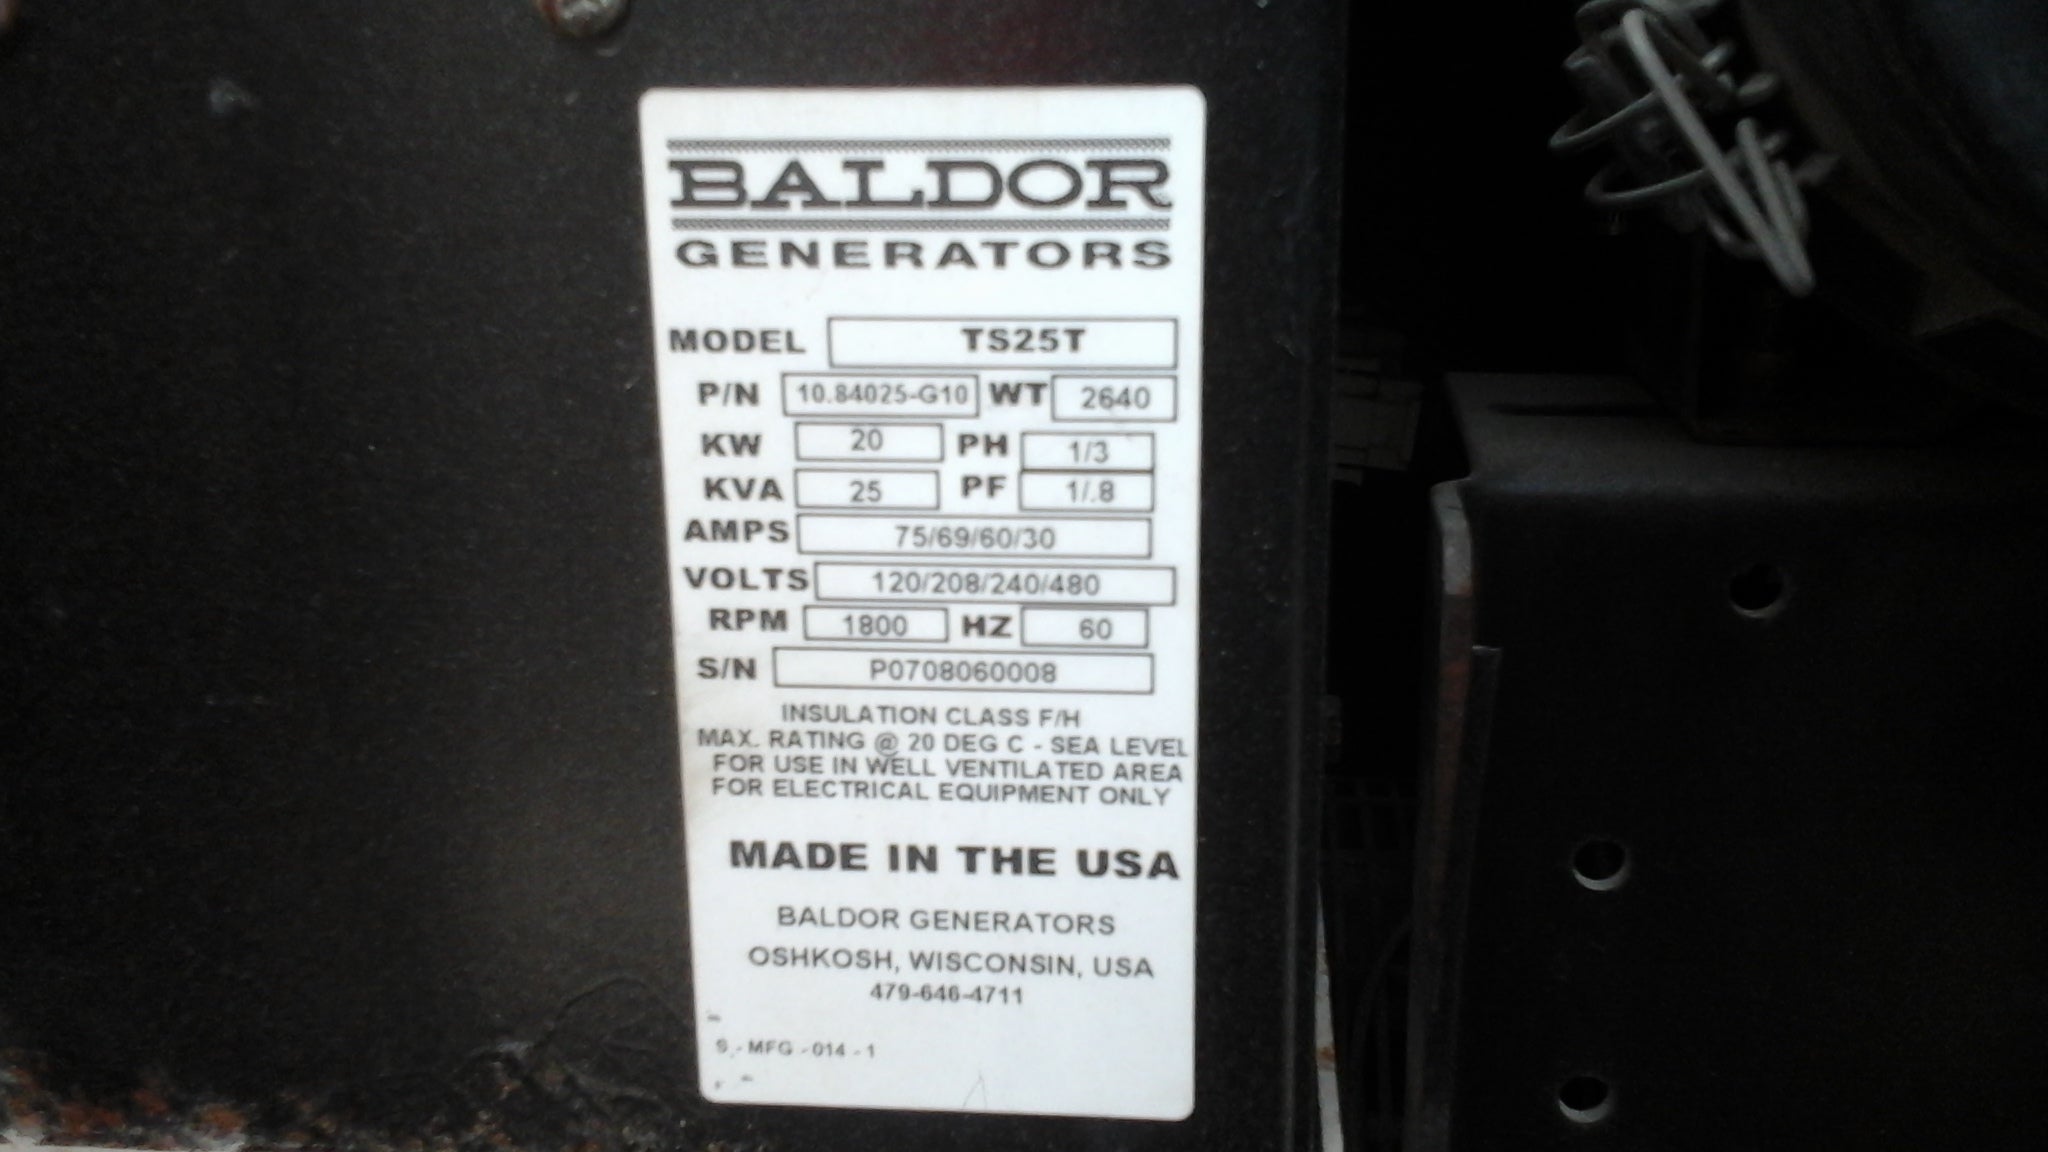 BALDOR
GENERATORS
MODEL TS25T
P/N 10.84025-G10 WT 2640
KW 20 PH 1/3
KVA 25 PF 1/.8
AMPS 75/69/60/30
VOLTS 120/208/240/480
RPM 1800 HZ 60
S/N P0708060008
INSULATION CLASS F/H
MAX. RATING @ 20 DEG C - SEA LEVEL
FOR USE IN WELL VENTILATED AREA
FOR ELECTRICAL EQUIPMENT ONLY
MADE IN THE USA
BALDOR GENERATORS
OSHKOSH, WISCONSIN, USA
479-646-4711
S - MFG - 014 - 1